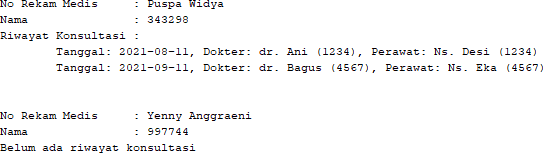 No Rekam Medis : Puspa Widya
Nama : 343298
Riwayat Konsultasi :
Tanggal: 2021-08-11, Dokter: dr. Ani (1234), Perawat: Ns. Desi (1234)
Tanggal: 2021-09-11, Dokter: dr. Bagus (4567), Perawat: Ns. Eka (4567)
No Rekam Medis : Yenny Anggraeni
Nama : 997744
Belum ada riwayat konsultasi